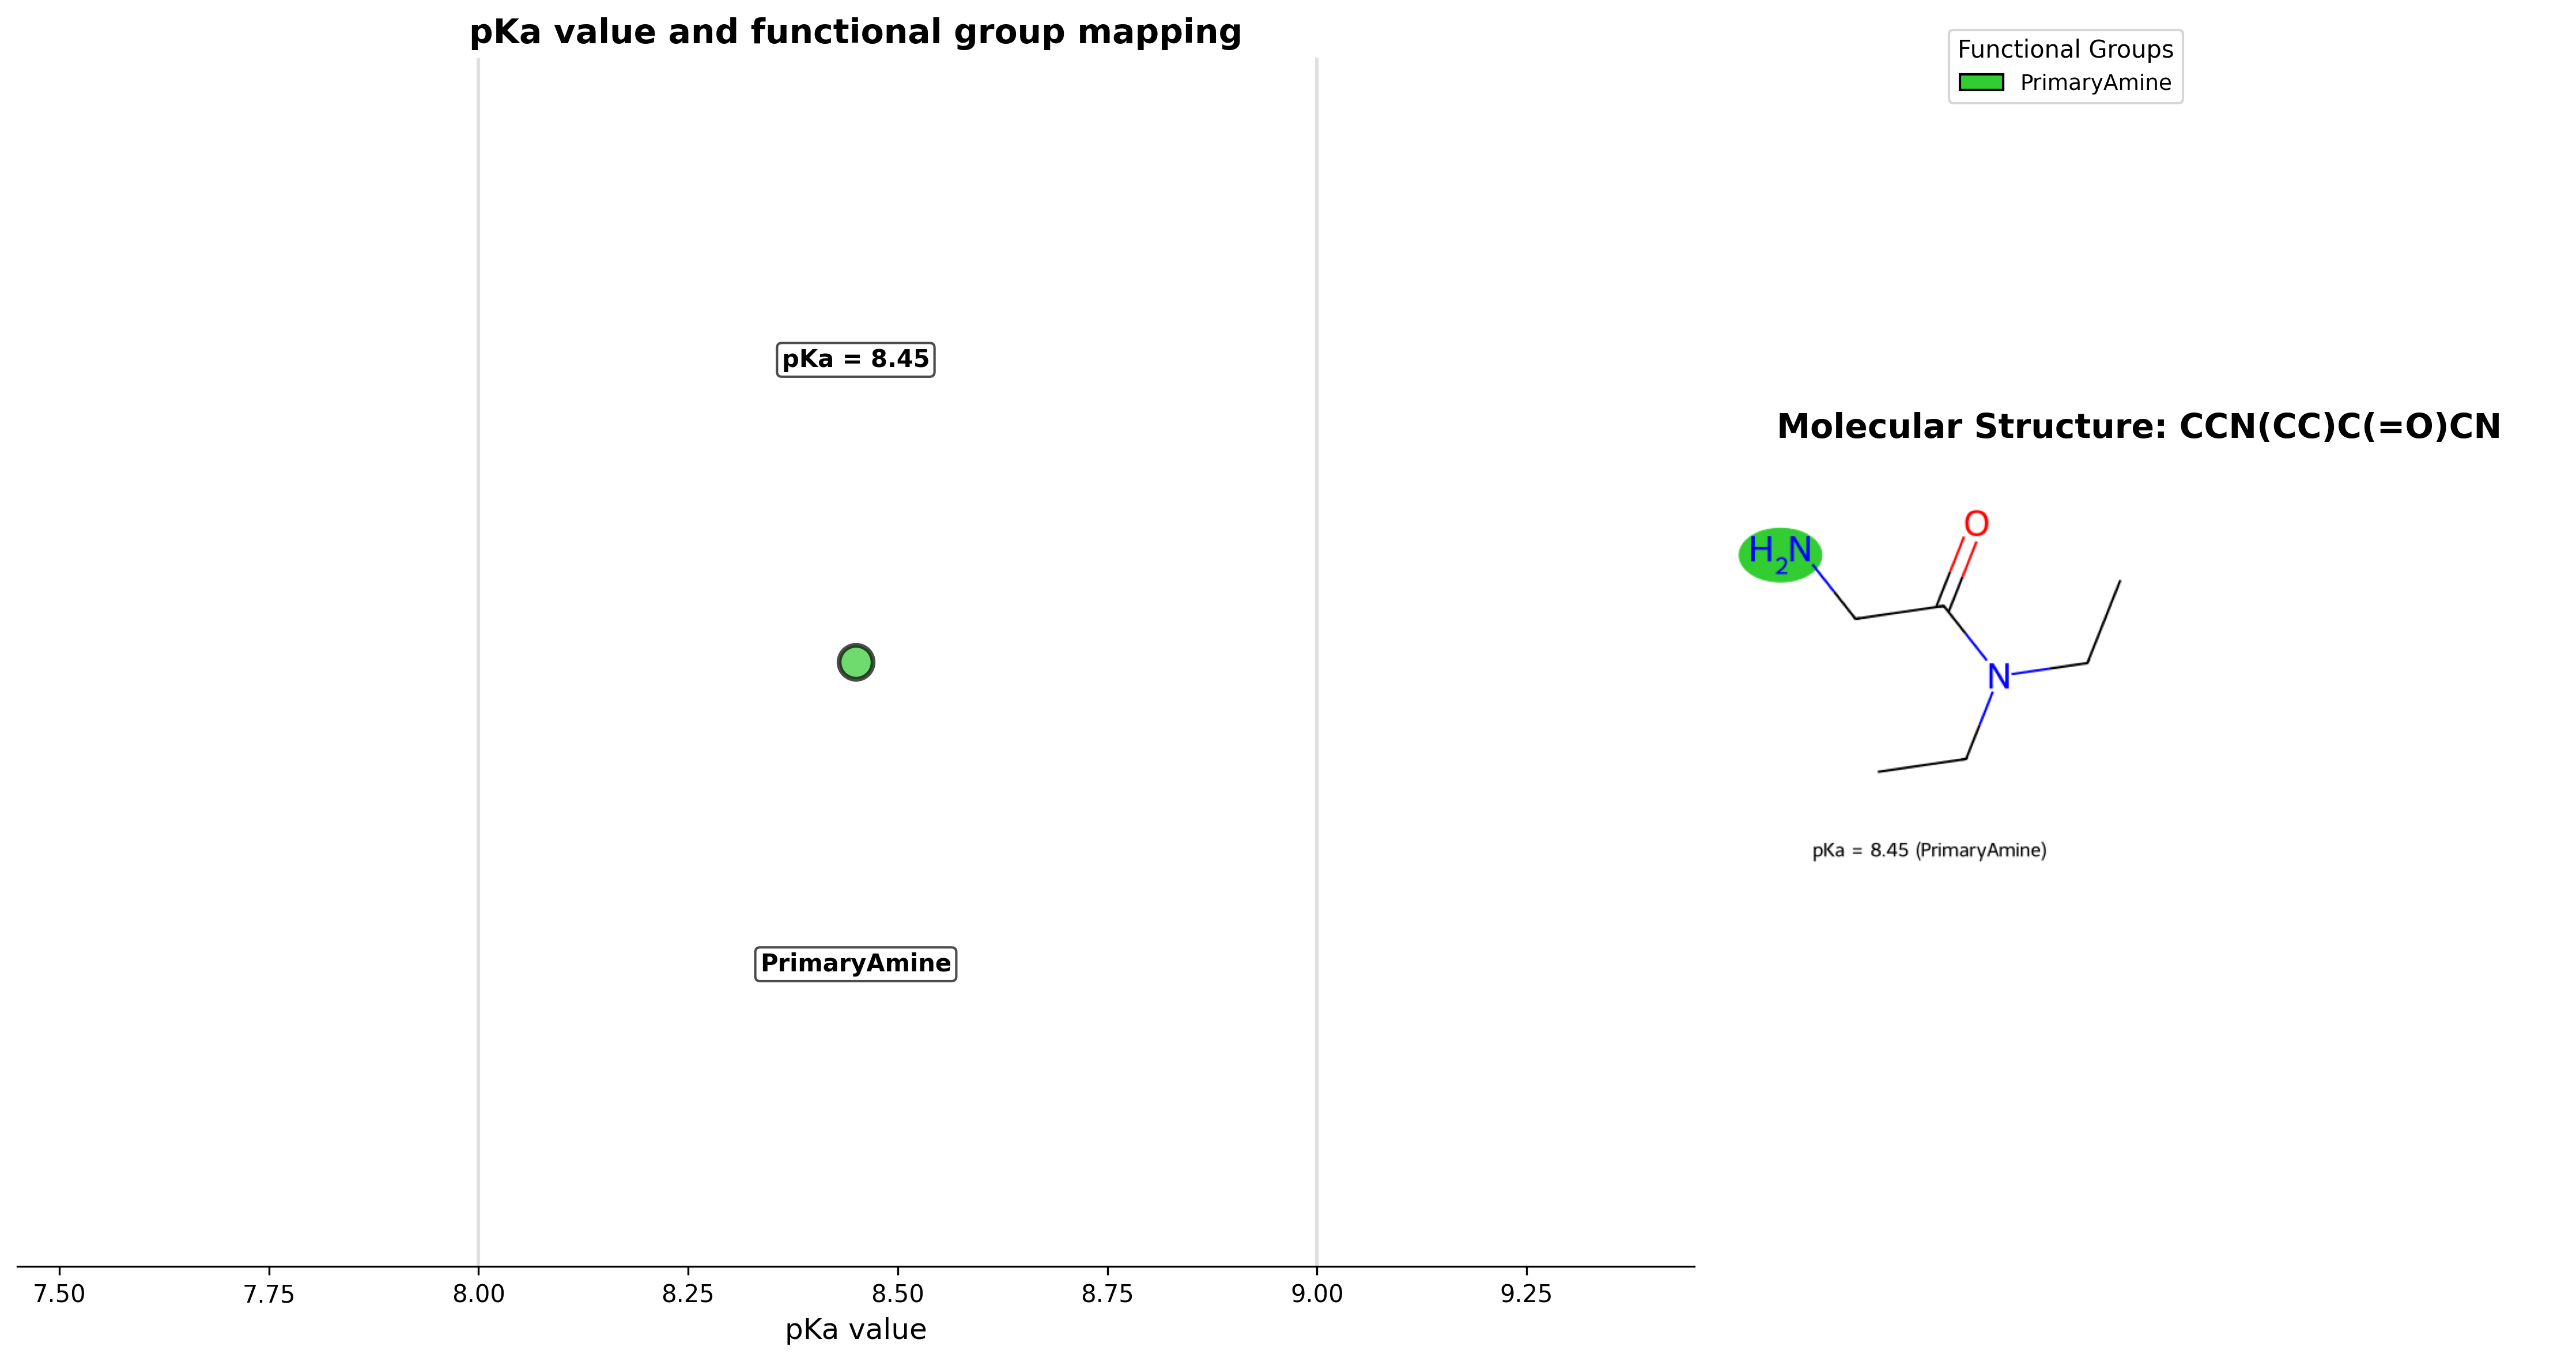 pKa value and functional group mapping
pKa = 8.45
PrimaryAmine
7.50 7.75 8.00 8.25 8.50 8.75 9.00 9.25
pKa value
Functional Groups
PrimaryAmine
Molecular Structure: CCN(CC)C(=O)CN
O
H2N
N
pKa = 8.45 (PrimaryAmine)